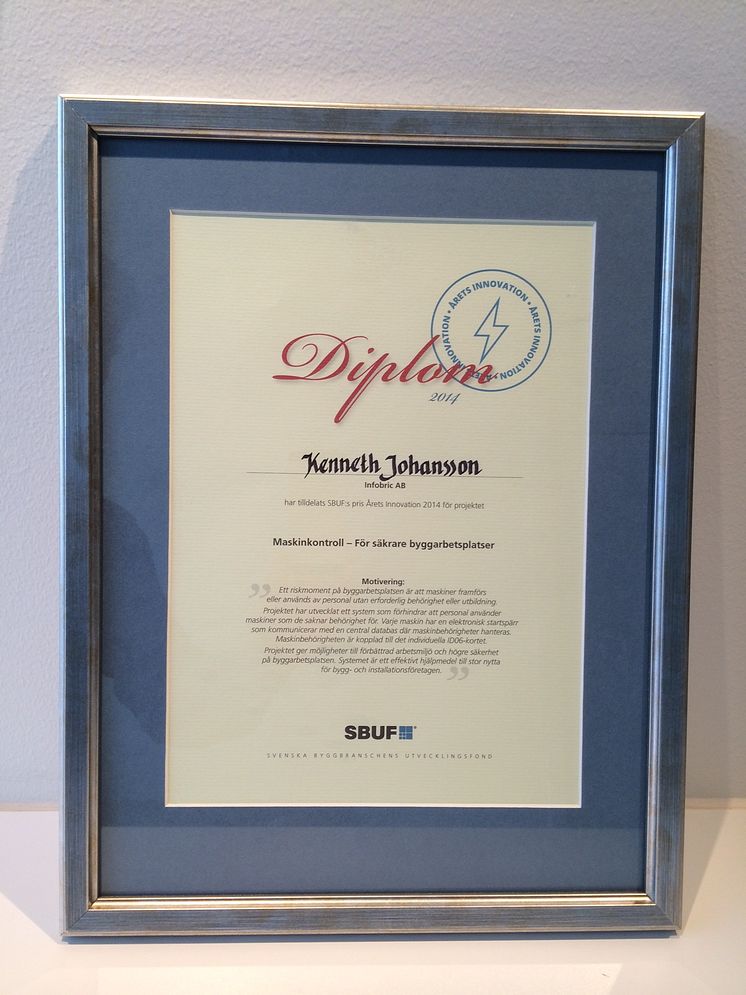 ÅRETS INNOVATION • ÅRETS INNOVATION • ÅRETS INNOVATION •
Diplom
2014
Kenneth Johansson
Infobric AB
har tilldelats SBUF:s pris Årets Innovation 2014 för projektet
Maskinkontroll – För säkrare byggarbetsplatser
Motivering:
” Ett riskmoment på byggarbetsplatsen är att maskiner framförs
eller används av personal utan erforderlig behörighet eller utbildning.
Projektet har utvecklat ett system som förhindrar att personal använder
maskiner som de saknar behörighet för. Varje maskin har en elektronisk startspärr
som kommunicerar med en central databas där maskinbehörigheter hanteras.
Maskinbehörigheten är kopplad till det individuella ID06-kortet.
Projektet ger möjligheter till förbättrad arbetsmiljö och högre säkerhet
på byggarbetsplatsen. Systemet är ett effektivt hjälpmedel till stor nytta
för bygg- och installationsföretagen. ”
SBUF
SVENSKA BYGGBRANSCHENS UTVECKLINGSFOND